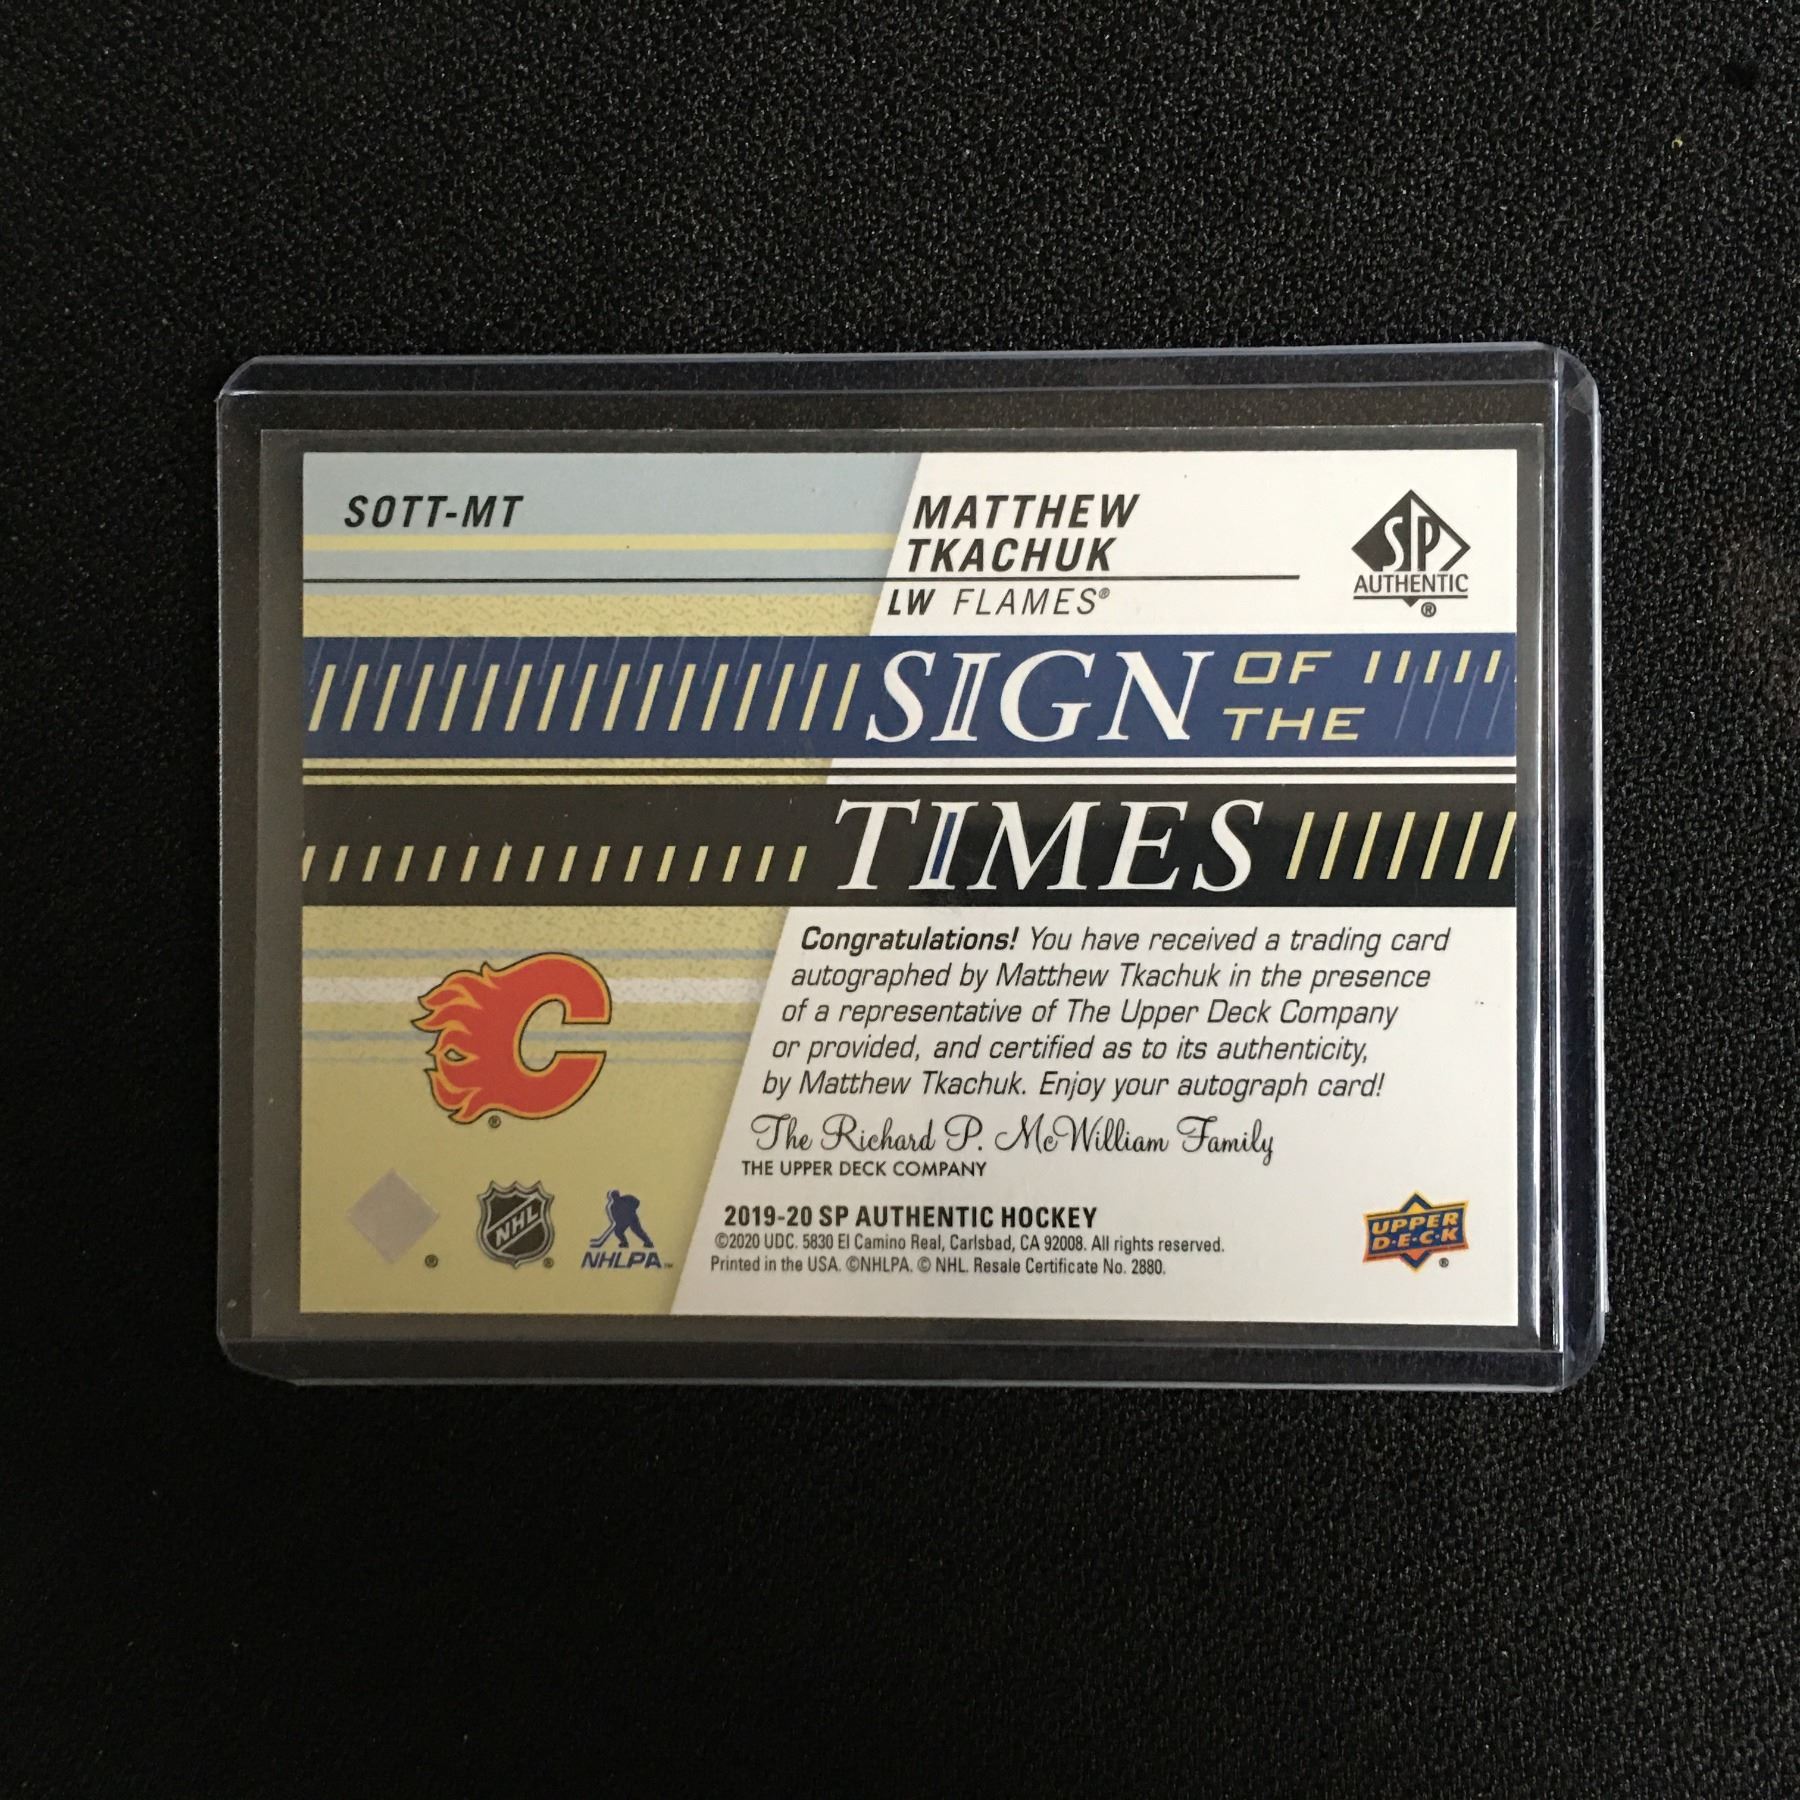 SOTT-MT
MATTHEW
TKACHUK
LW FLAMES®
SP
AUTHENTIC
®
SIGN OF THE
TIMES
Congratulations! You have received a trading card
autographed by Matthew Tkachuk in the presence
of a representative of The Upper Deck Company
or provided, and certified as to its authenticity,
by Matthew Tkachuk. Enjoy your autograph card!
The Richard P. McWilliam Family
THE UPPER DECK COMPANY
C
®
®
NHL
®
NHLPA™
2019-20 SP AUTHENTIC HOCKEY
©2020 UDC. 5830 El Camino Real, Carlsbad, CA 92008. All rights reserved.
Printed in the USA. ©NHLPA. © NHL. Resale Certificate No. 2880.
UPPER
D·E·C·K
®